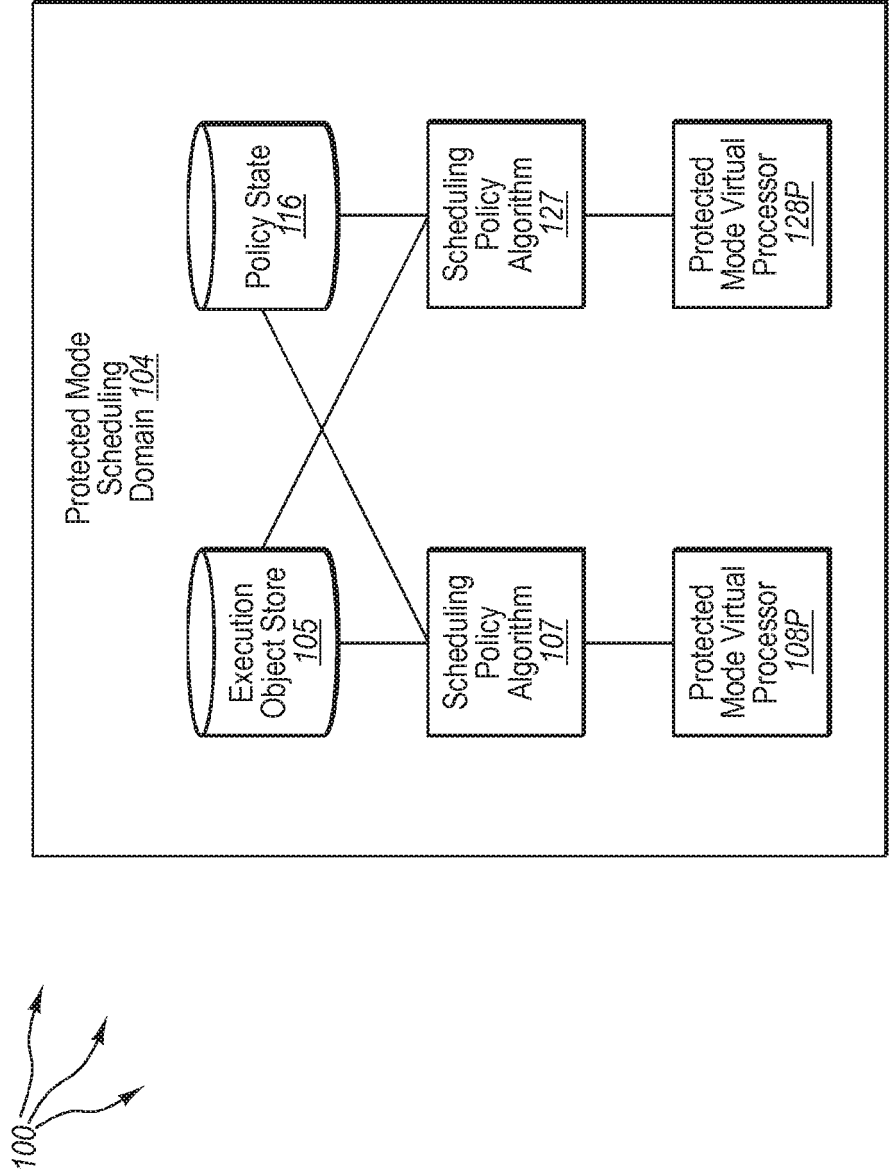 100
Protected Mode
Scheduling
Domain 104
Execution
Object Store
105
Policy State
116
Scheduling
Policy
Algorithm
107
Scheduling
Policy
Algorithm
127
Protected
Mode Virtual
Processor
108P
Protected
Mode Virtual
Processor
128P